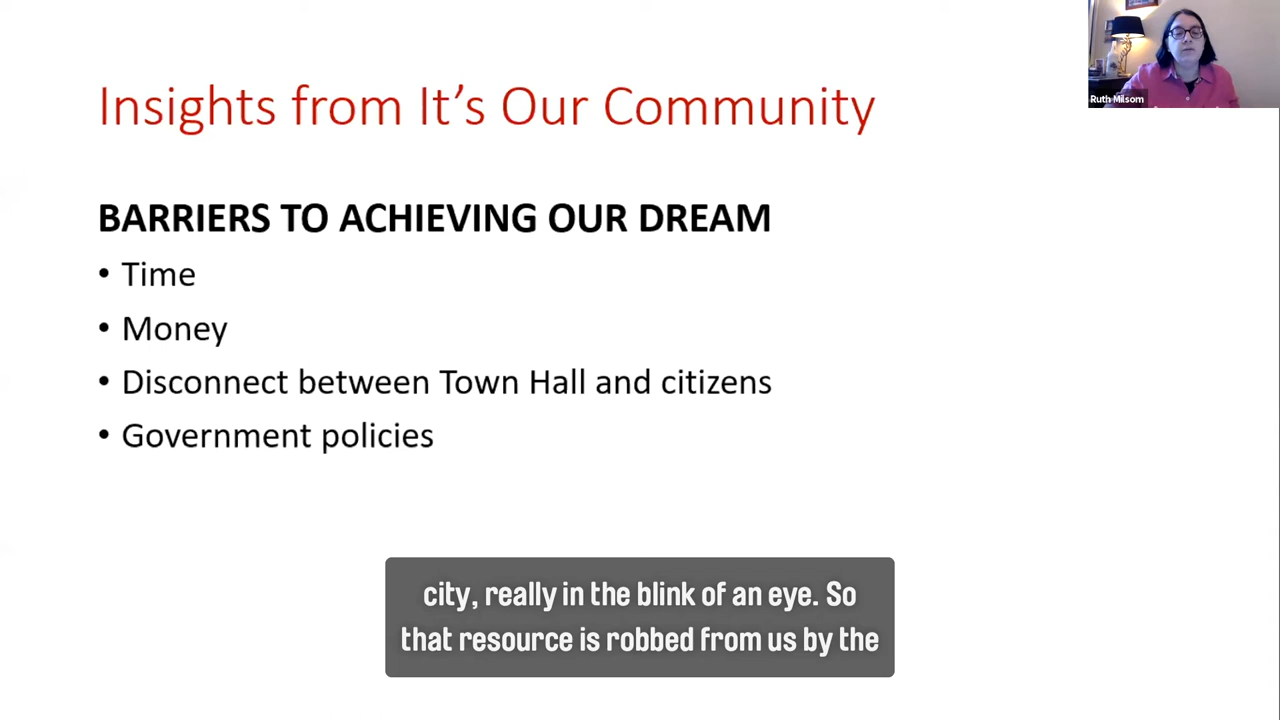 Insights from It's Our Community
Ruth Milsom
BARRIERS TO ACHIEVING OUR DREAM
• Time
• Money
• Disconnect between Town Hall and citizens
• Government policies
city, really in the blink of an eye. So
that resource is robbed from us by the